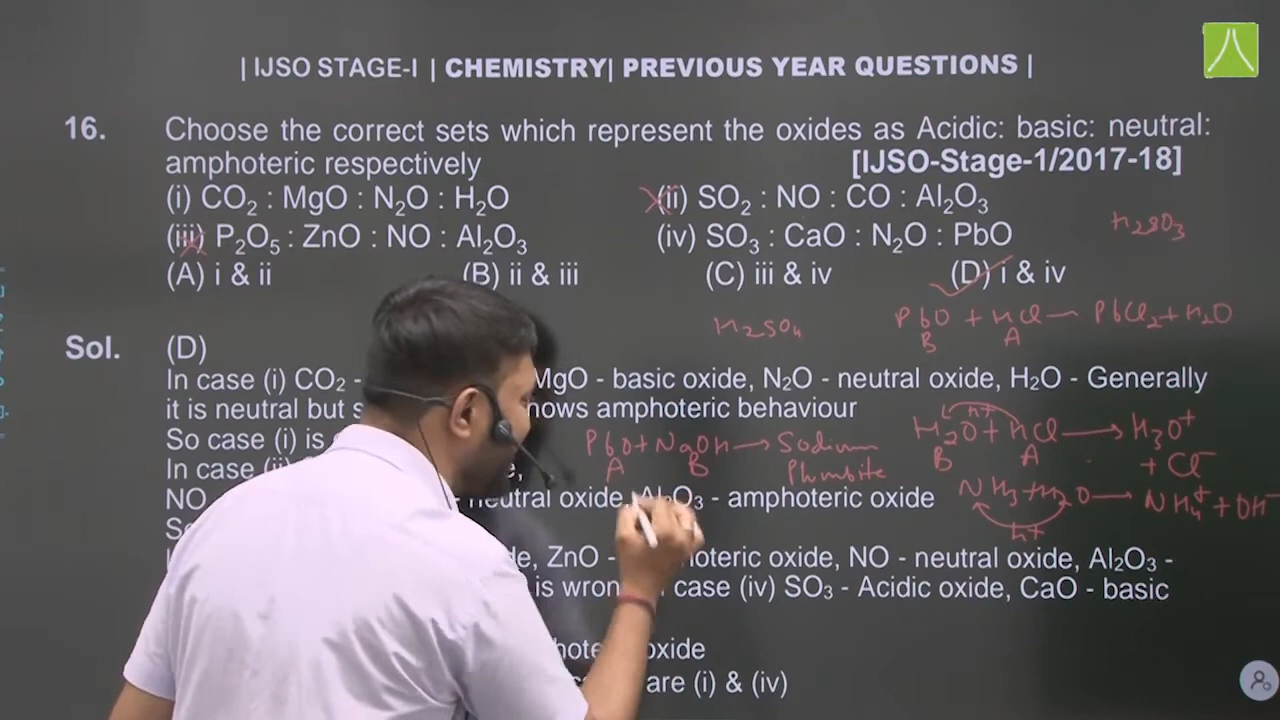 | IJSO STAGE-I | CHEMISTRY| PREVIOUS YEAR QUESTIONS |
16. Choose the correct sets which represent the oxides as Acidic: basic: neutral:
amphoteric respectively [IJSO-Stage-1/2017-18]
(i) CO₂ : MgO : N₂O : H₂O (ii) SO₂ : NO : CO : Al₂O₃
(iii) P₂O₅ : ZnO : NO : Al₂O₃ (iv) SO₃ : CaO : N₂O : PbO
H₂SO₃
(A) i & ii (B) ii & iii (C) iii & iv (D) i & iv
H₂SO₄
PbO + HCl — PbCl₂ + H₂O
B A
Sol. (D)
In case (i) CO₂ - MgO - basic oxide, N₂O - neutral oxide, H₂O - Generally
it is neutral but hows amphoteric behaviour
H⁺
H₂O + HCl → H₃O⁺
B A + Cl⁻
So case (i) is
PbO + NaOH → Sodium
A B Plumbite
In case (ii)
NO neutral oxide, Al₂O₃ - amphoteric oxide
NH₃ + H₂O → NH₄⁺ + OH⁻
H⁺
ZnO - oteric oxide, NO - neutral oxide, Al₂O₃ -
is wron case (iv) SO₃ - Acidic oxide, CaO - basic
oxide
are (i) & (iv)